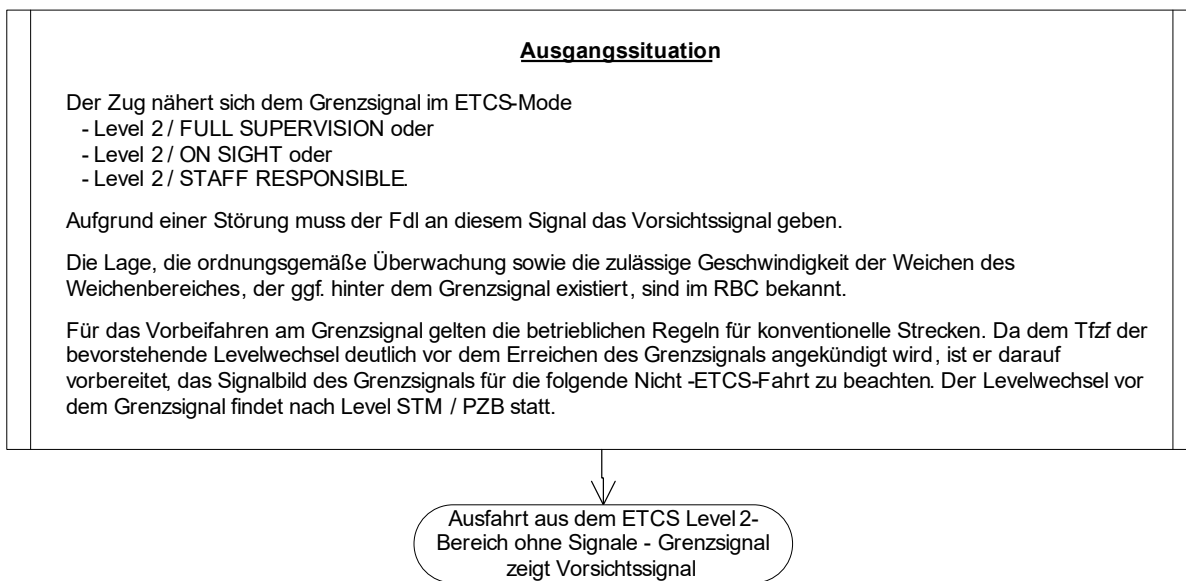 Ausgangssituation
Der Zug nähert sich dem Grenzsignal im ETCS-Mode
- Level 2 / FULL SUPERVISION oder
- Level 2 / ON SIGHT oder
- Level 2 / STAFF RESPONSIBLE.
Aufgrund einer Störung muss der Fdl an diesem Signal das Vorsichtssignal geben.
Die Lage, die ordnungsgemäße Überwachung sowie die zulässige Geschwindigkeit der Weichen des
Weichenbereiches, der ggf. hinter dem Grenzsignal existiert, sind im RBC bekannt.
Für das Vorbeifahren am Grenzsignal gelten die betrieblichen Regeln für konventionelle Strecken. Da dem Tfzf der
bevorstehende Levelwechsel deutlich vor dem Erreichen des Grenzsignals angekündigt wird, ist er darauf
vorbereitet, das Signalbild des Grenzsignals für die folgende Nicht -ETCS-Fahrt zu beachten. Der Levelwechsel vor
dem Grenzsignal findet nach Level STM / PZB statt.
Ausfahrt aus dem ETCS Level 2-
Bereich ohne Signale - Grenzsignal
zeigt Vorsichtssignal